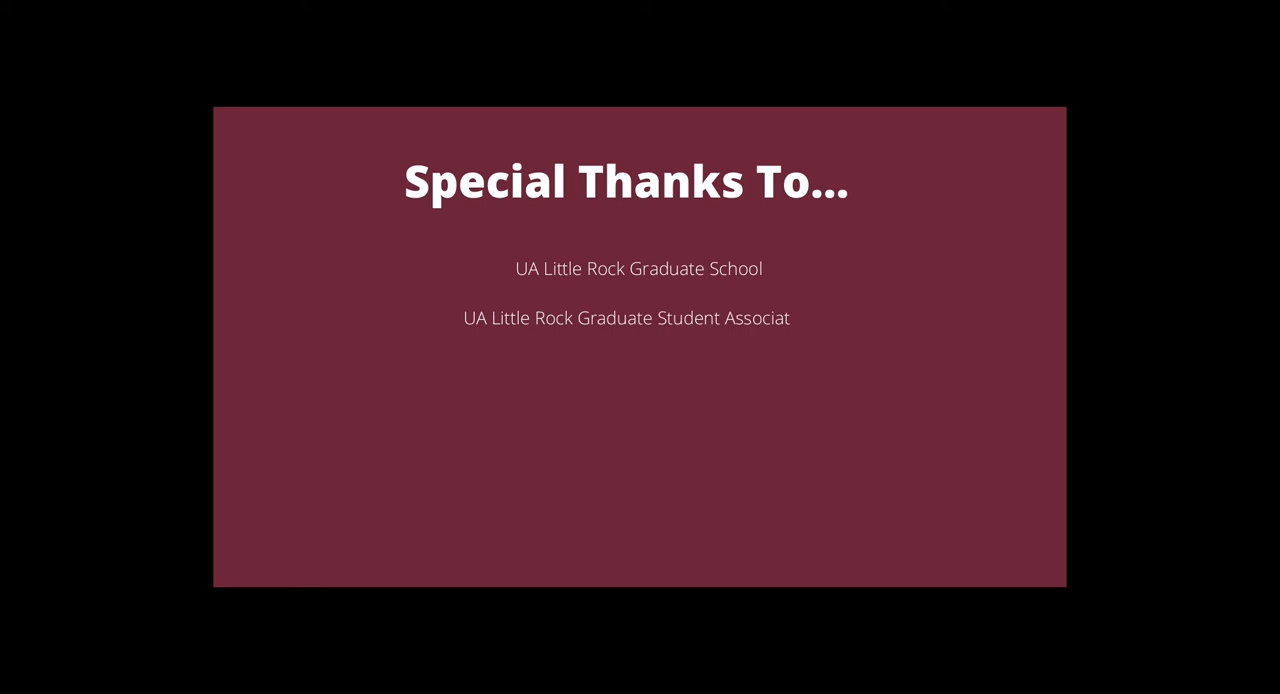 Special Thanks To...
UA Little Rock Graduate School
UA Little Rock Graduate Student Associat